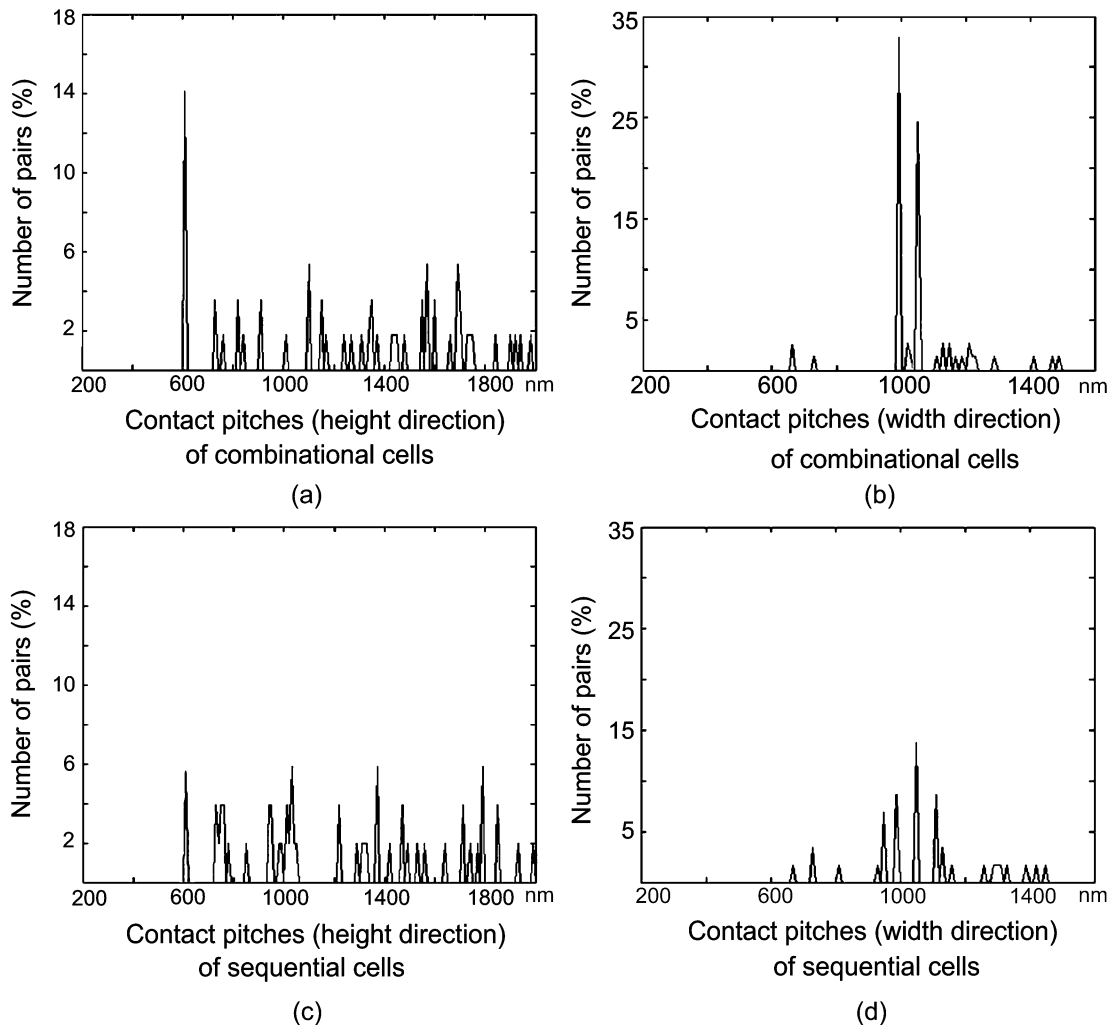 18
14
10
6
2
Number of pairs (%)
200 600 1000 1400 1800 nm
Contact pitches (height direction)
of combinational cells
(a)
35
25
15
5
Number of pairs (%)
200 600 1000 1400 nm
Contact pitches (width direction)
of combinational cells
(b)
18
14
10
6
2
Number of pairs (%)
200 600 1000 1400 1800 nm
Contact pitches (height direction)
of sequential cells
(c)
35
25
15
5
Number of pairs (%)
200 600 1000 1400 nm
Contact pitches (width direction)
of sequential cells
(d)